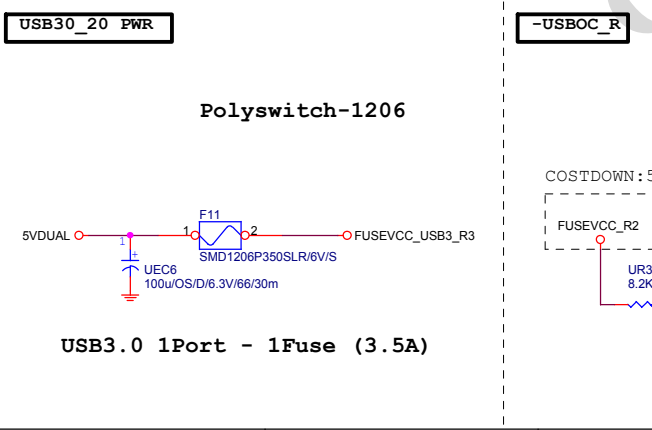 USB30_20 PWR
-USBOC_R
Polyswitch-1206
COSTDOWN:5
F11
5VDUAL
1
2
FUSEVCC_USB3_R3
FUSEVCC_R2
SMD1206P350SLR/6V/S
1
+
UEC6
100u/OS/D/6.3V/66/30m
UR3
8.2K
USB3.0 1Port - 1Fuse (3.5A)